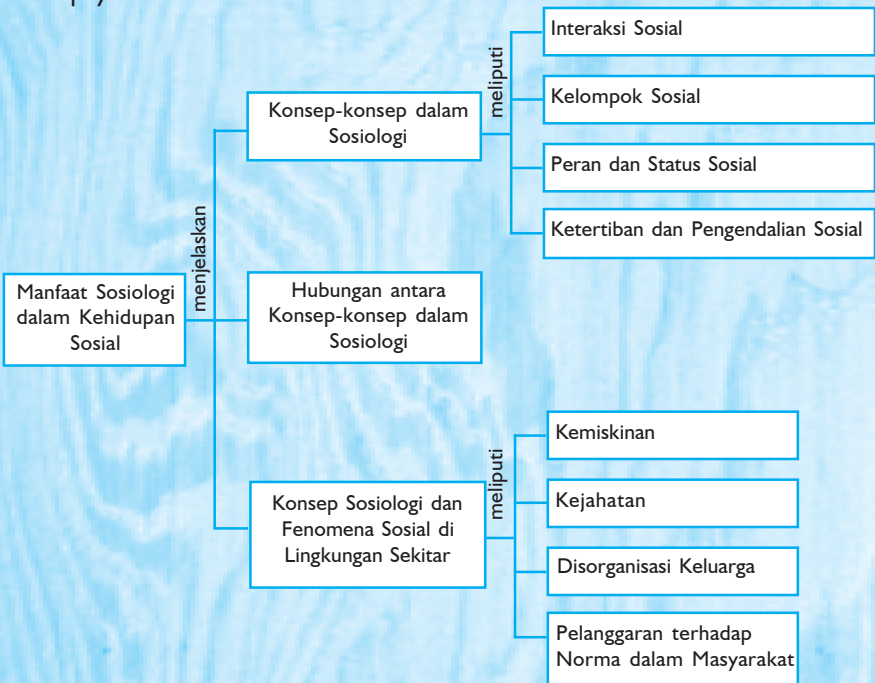 Manfaat Sosiologi
dalam Kehidupan
Sosial
menjelaskan
Konsep-konsep dalam
Sosiologi
meliputi
Interaksi Sosial
Kelompok Sosial
Peran dan Status Sosial
Ketertiban dan Pengendalian Sosial
Hubungan antara
Konsep-konsep dalam
Sosiologi
Konsep Sosiologi dan
Fenomena Sosial di
Lingkungan Sekitar
meliputi
Kemiskinan
Kejahatan
Disorganisasi Keluarga
Pelanggaran terhadap
Norma dalam Masyarakat